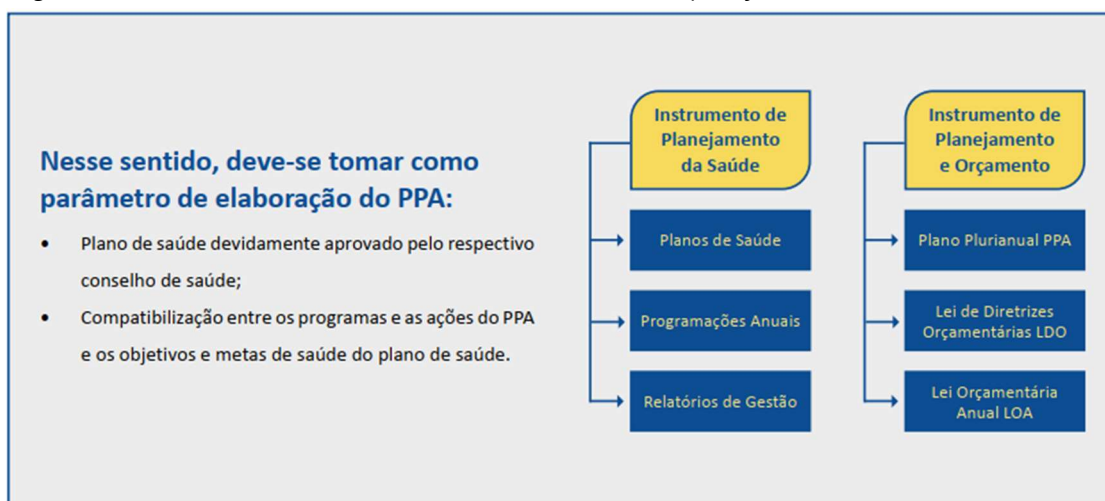 Nesse sentido, deve-se tomar como
parâmetro de elaboração do PPA:
• Plano de saúde devidamente aprovado pelo respectivo
conselho de saúde;
• Compatibilização entre os programas e as ações do PPA
e os objetivos e metas de saúde do plano de saúde.
Instrumento de
Planejamento
da Saúde
Planos de Saúde
Programações Anuais
Relatórios de Gestão
Instrumento de
Planejamento
e Orçamento
Plano Plurianual PPA
Lei de Diretrizes
Orçamentárias LDO
Lei Orçamentária
Anual LOA